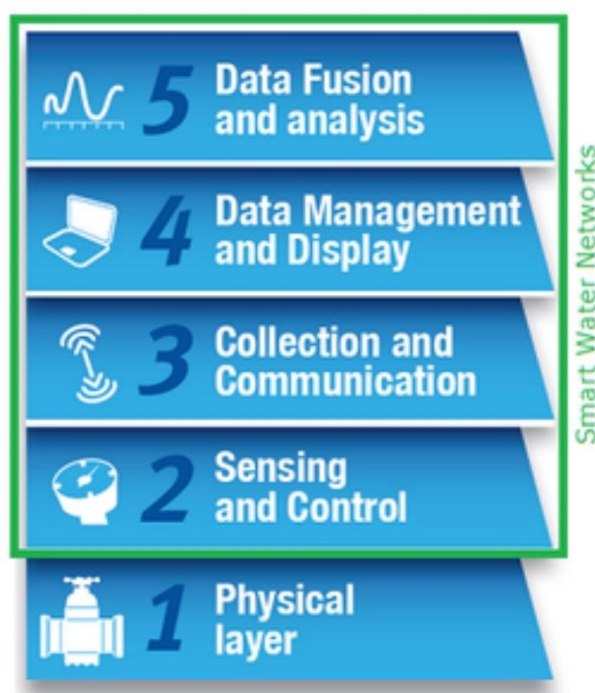 5 Data Fusion
and analysis
4 Data Management
and Display
3 Collection and
Communication
2 Sensing
and Control
1 Physical
layer
Smart Water Networks